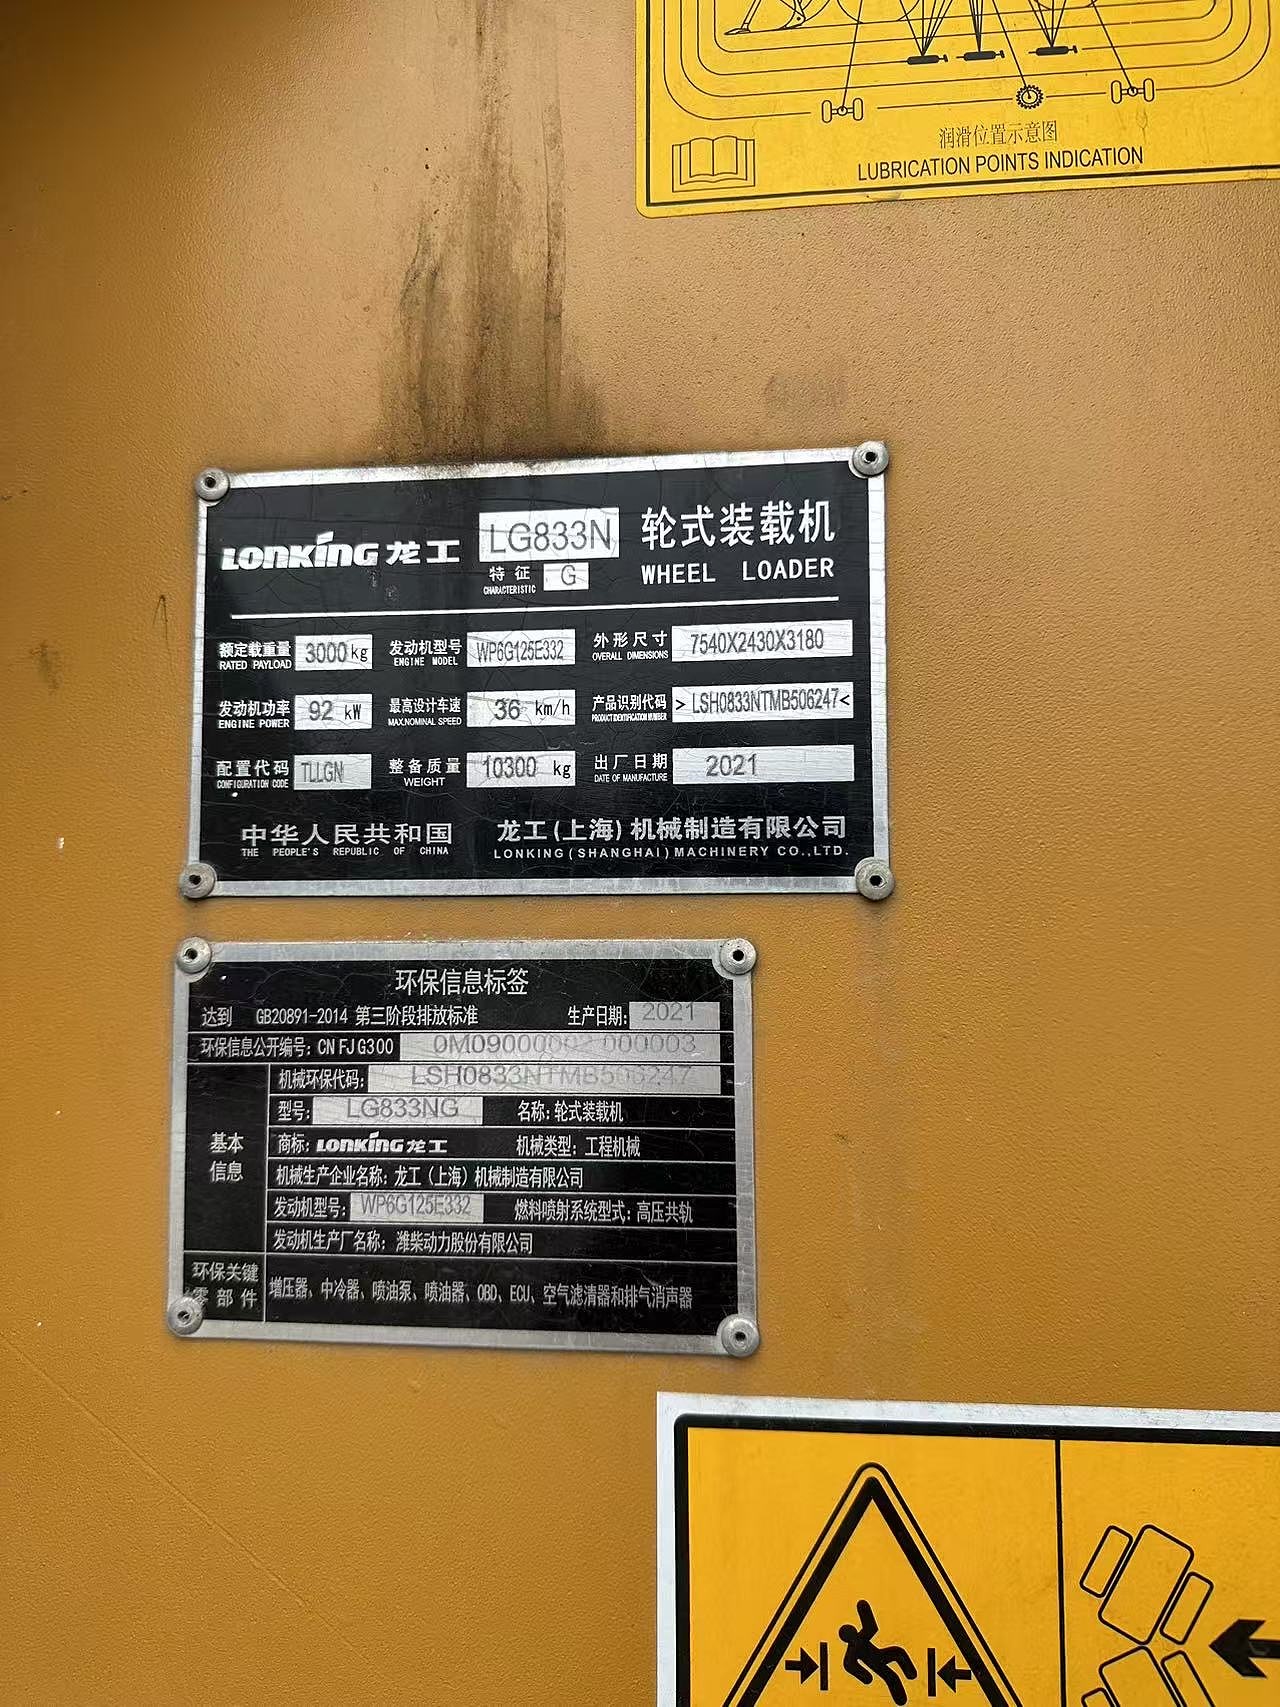 润滑位置示意图
LUBRICATION POINTS INDICATION
LONKING 龙工 LG833N 轮式装载机
特征 CHARACTERISTIC G WHEEL LOADER
额定载重量 RATED PAYLOAD 3000kg 发动机型号 ENGINE MODEL WP6G125E332 外形尺寸 OVERALL DIMENSIONS 7540X2430X3180
发动机功率 ENGINE POWER 92 kW 最高设计车速 MAX.NOMINAL SPEED 36 km/h 产品识别代码 PRODUCT IDENTIFICATION NUMBER >LSH0833NTMB506247<
配置代码 CONFIGURATION CODE TLLGN 整备质量 WEIGHT 10300 kg 出厂日期 DATE OF MANUFACTURE 2021
中华人民共和国 龙工(上海)机械制造有限公司
THE PEOPLE'S REPUBLIC OF CHINA LONKING (SHANGHAI) MACHINERY CO.,LTD.
环保信息标签
达到 GB20891-2014 第三阶段排放标准 生产日期: 2021
环保信息公开编号: CN FJ G300 0M09000002 000003
机械环保代码: LSH0833NTMB506247
型号: LG833NG 名称: 轮式装载机
基本信息
商标: LONKING 龙工 机械类型: 工程机械
机械生产企业名称: 龙工(上海)机械制造有限公司
发动机型号: WP6G125E332 燃料喷射系统型式: 高压共轨
发动机生产厂名称: 潍柴动力股份有限公司
环保关键零部件 增压器、中冷器、喷油泵、喷油器、OBD、ECU、空气滤清器和排气消声器